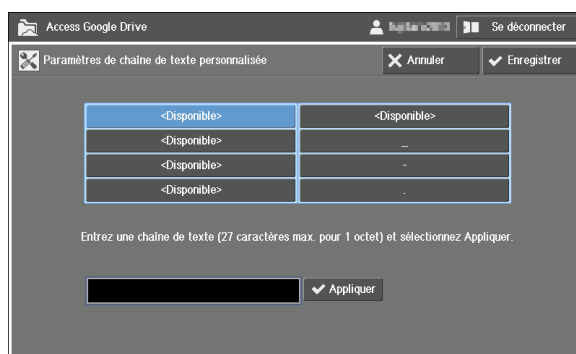 Access Google Drive
Se déconnecter
Paramètres de chaîne de texte personnalisée
Annuler
Enregistrer
<Disponible> <Disponible>
<Disponible> _
<Disponible> -
<Disponible> .
Entrez une chaîne de texte (27 caractères max. pour 1 octet) et sélectionnez Appliquer.
Appliquer